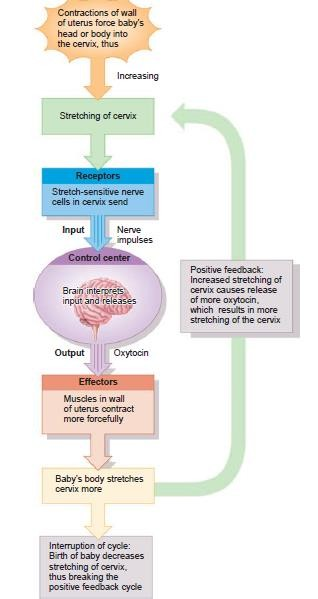 Contractions of wall
of uterus force baby's
head or body into
the cervix, thus
Increasing
Stretching of cervix
Receptors
Stretch-sensitive nerve
cells in cervix send
Input
Nerve
impulses
Control center
Brain interprets
input and releases
Output
Oxytocin
Effectors
Muscles in wall
of uterus contract
more forcefully
Baby's body stretches
cervix more
Interruption of cycle:
Birth of baby decreases
stretching of cervix,
thus breaking the
positive feedback cycle
Positive feedback:
Increased stretching of
cervix causes release
of more oxytocin,
which results in more
stretching of the cervix